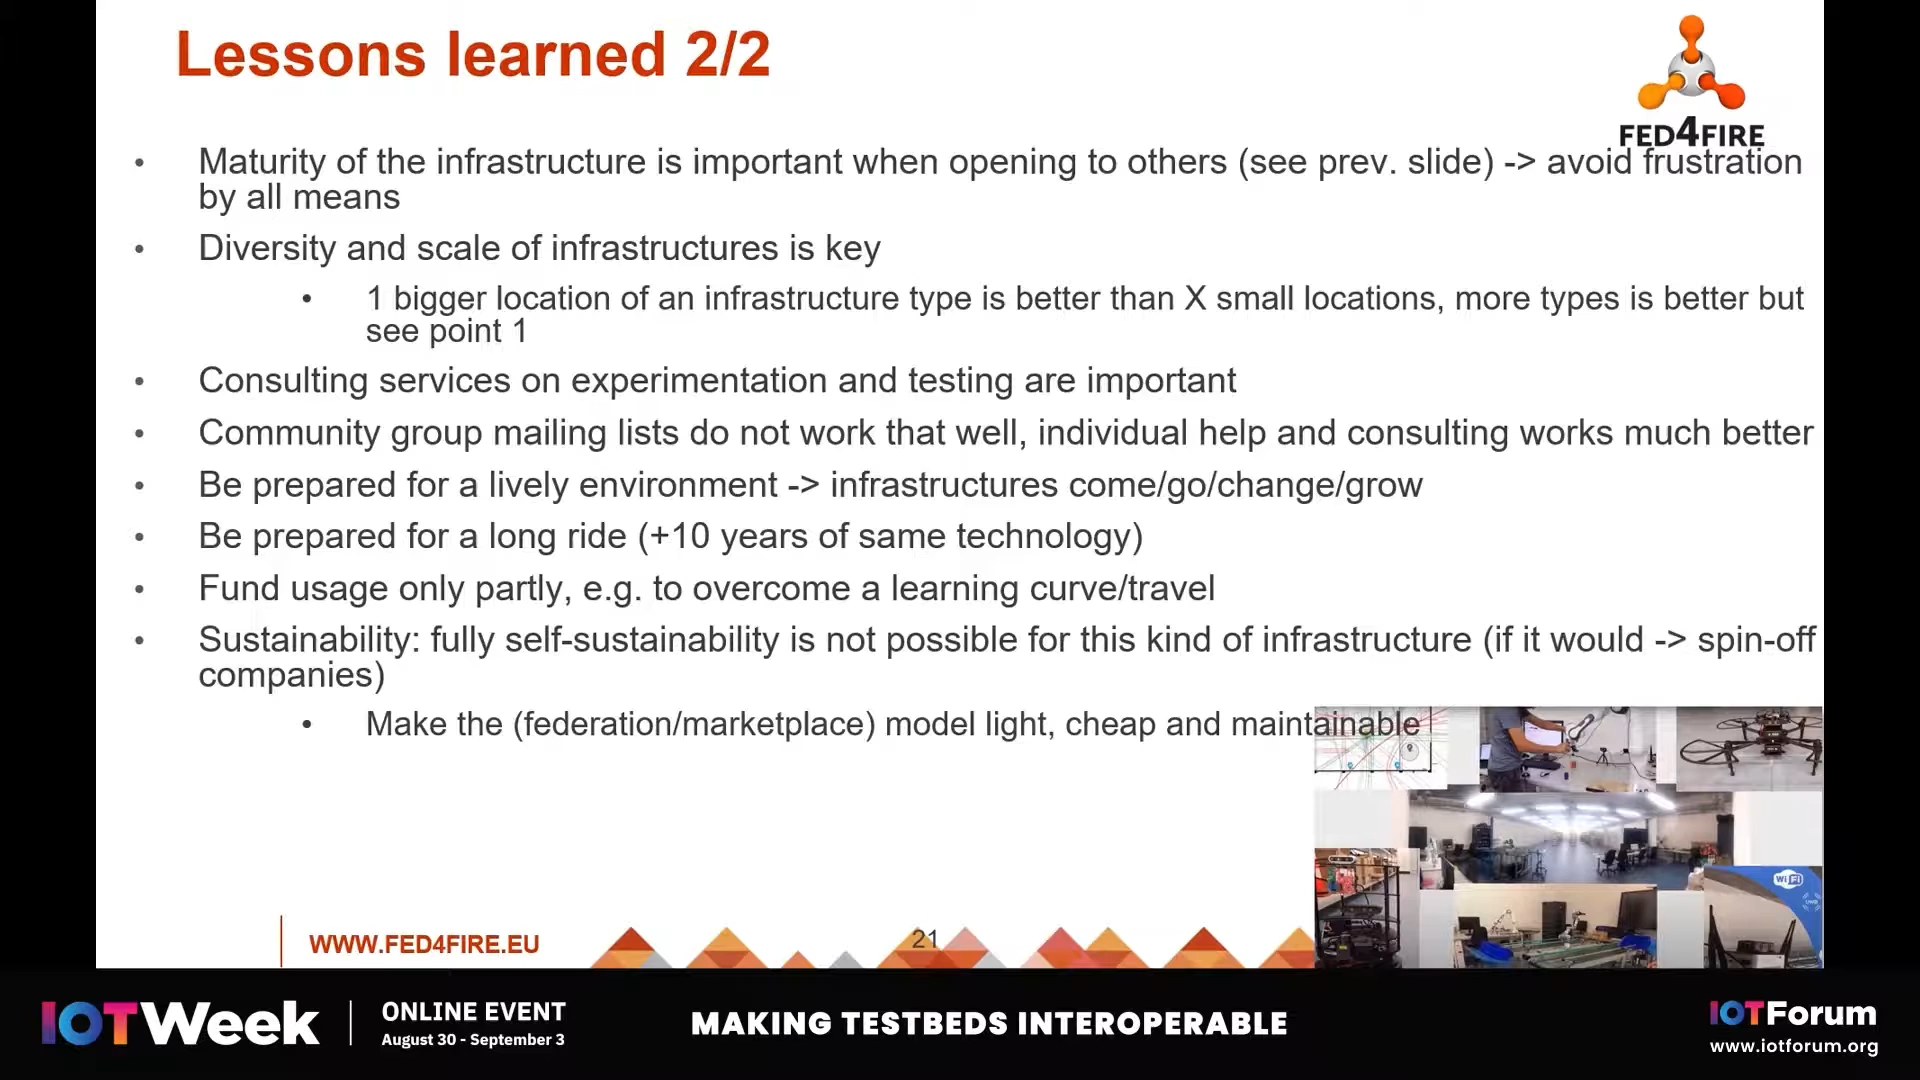 Lessons learned 2/2
FED4FIRE
• Maturity of the infrastructure is important when opening to others (see prev. slide) -> avoid frustration
by all means
• Diversity and scale of infrastructures is key
• 1 bigger location of an infrastructure type is better than X small locations, more types is better but
see point 1
• Consulting services on experimentation and testing are important
• Community group mailing lists do not work that well, individual help and consulting works much better
• Be prepared for a lively environment -> infrastructures come/go/change/grow
• Be prepared for a long ride (+10 years of same technology)
• Fund usage only partly, e.g. to overcome a learning curve/travel
• Sustainability: fully self-sustainability is not possible for this kind of infrastructure (if it would -> spin-off
companies)
• Make the (federation/marketplace) model light, cheap and maintainable
WiFi
UWB
WWW.FED4FIRE.EU
21
IOTWeek
ONLINE EVENT
August 30 - September 3
MAKING TESTBEDS INTEROPERABLE
IOTForum
www.iotforum.org